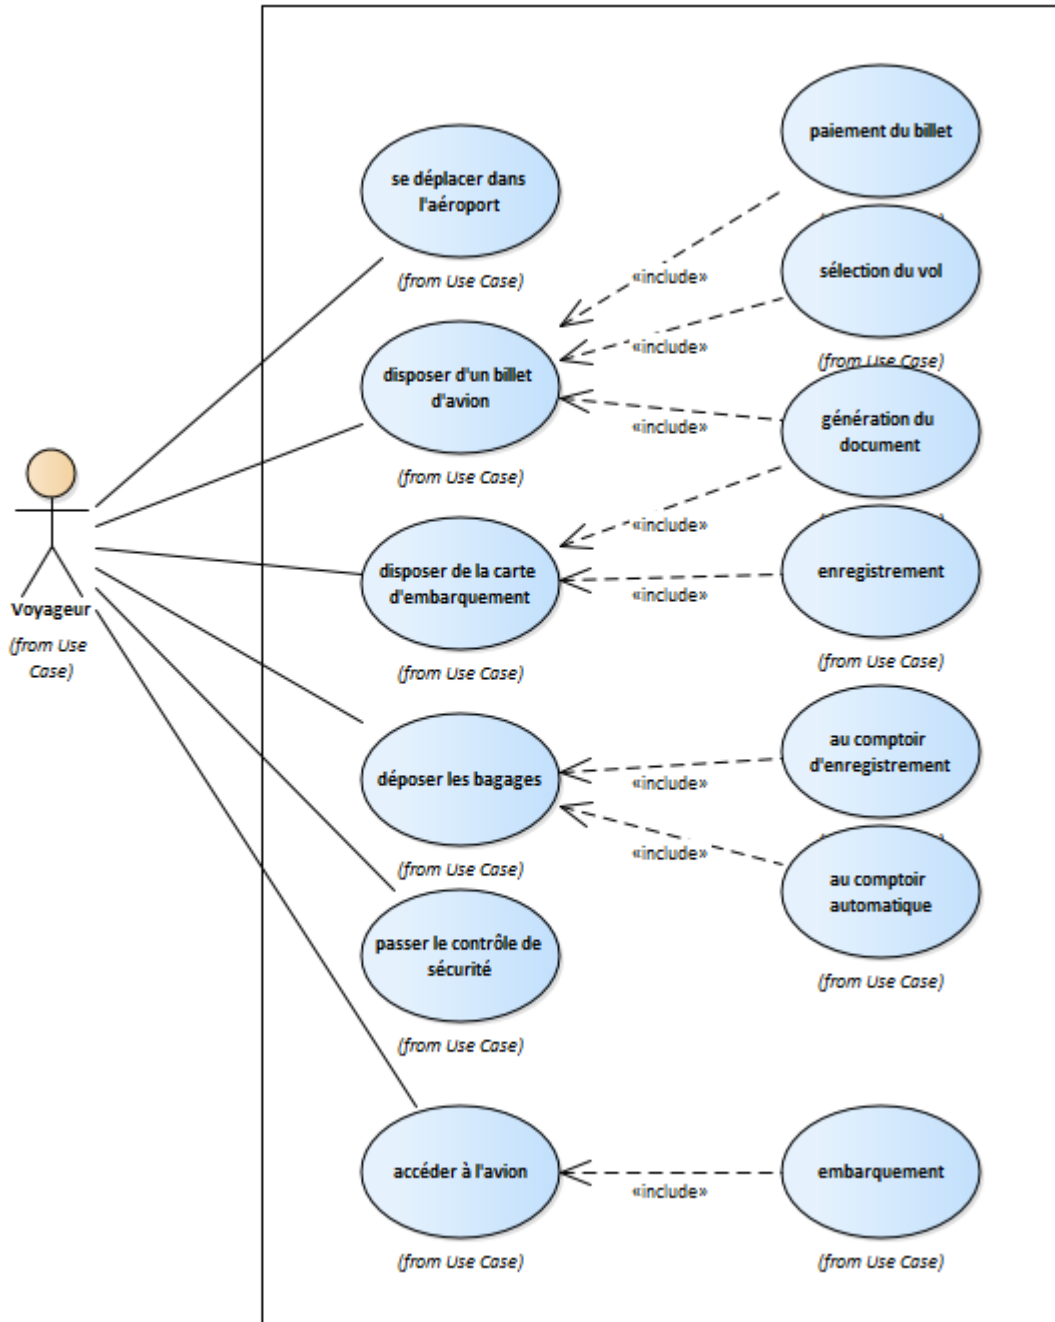 paiement du billet
se déplacer dans
l'aéroport
sélection du vol
(from Use Case)
«include»
«include»
(from Use Case)
disposer d'un billet
d'avion
génération du
document
«include»
(from Use Case)
«include»
disposer de la carte
d'embarquement
enregistrement
«include»
Voyageur
(from Use
Case)
(from Use Case)
(from Use Case)
au comptoir
d'enregistrement
déposer les bagages
«include»
«include»
(from Use Case)
au comptoir
automatique
passer le contrôle de
sécurité
(from Use Case)
(from Use Case)
accéder à l'avion
embarquement
«include»
(from Use Case)
(from Use Case)